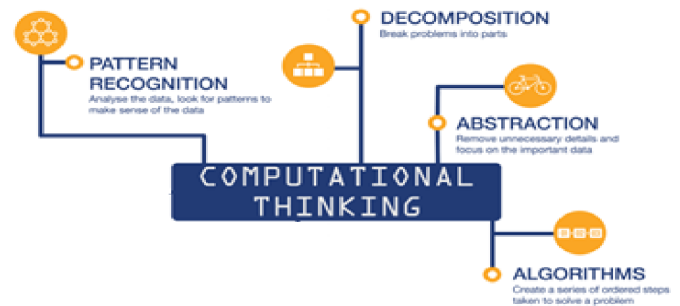 DECOMPOSITION
Break problems into parts
PATTERN
RECOGNITION
Analyse the data, look for patterns to
make sense of the data
ABSTRACTION
Remove unnecessary details and
focus on the important data
COMPUTATIONAL
THINKING
ALGORITHMS
Create a series of ordered steps
taken to solve a problem